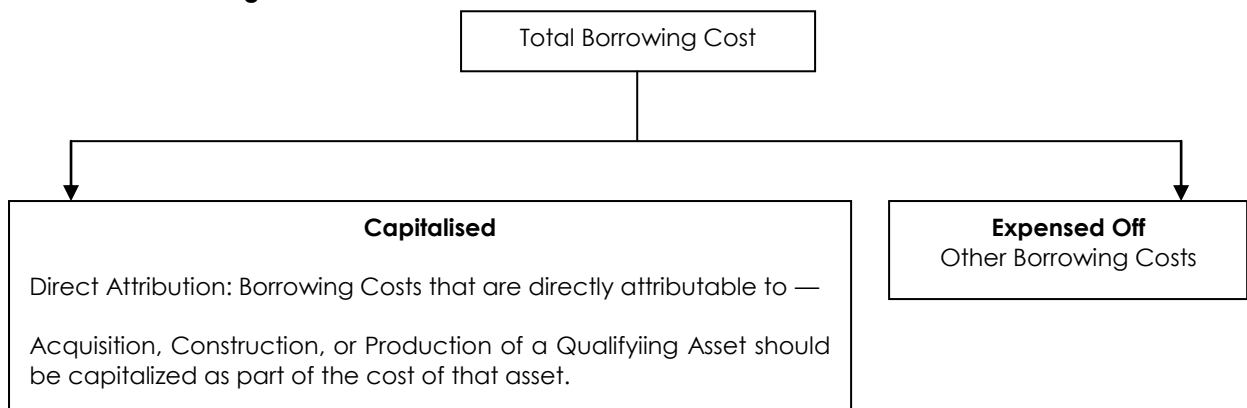 Total Borrowing Cost
Capitalised
Direct Attribution: Borrowing Costs that are directly attributable to —
Acquisition, Construction, or Production of a Qualifyiing Asset should
be capitalized as part of the cost of that asset.
Expensed Off
Other Borrowing Costs